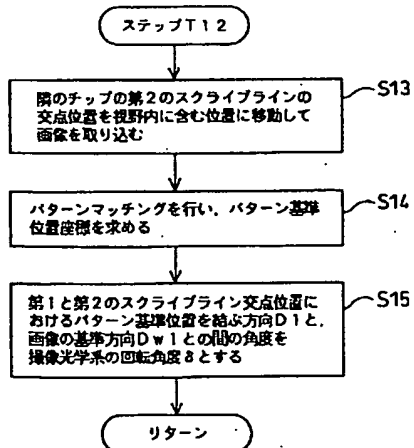 ステップT12
隣のチップの第2のスクライブラインの
交点位置を視野内に含む位置に移動して
画像を取り込む
S13
パターンマッチングを行い，パターン基準
位置座標を求める
S14
第1と第2のスクライブライン交点位置に
おけるパターン基準位置を結ぶ方向D1と，
画像の基準方向Dw1との間の角度を
撮像光学系の回転角度δとする
S15
リターン